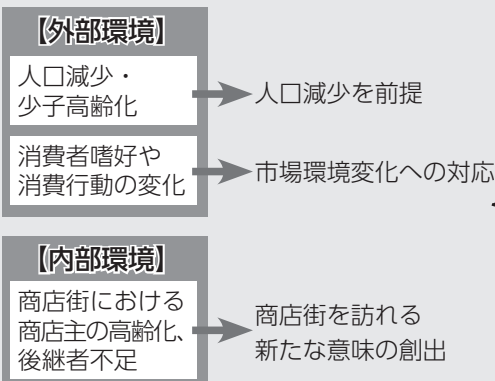 【外部環境】
人口減少・
少子高齢化
人口減少を前提
消費者嗜好や
消費行動の変化
市場環境変化への対応
【内部環境】
商店街における
商店主の高齢化、
後継者不足
商店街を訪れる
新たな意味の創出